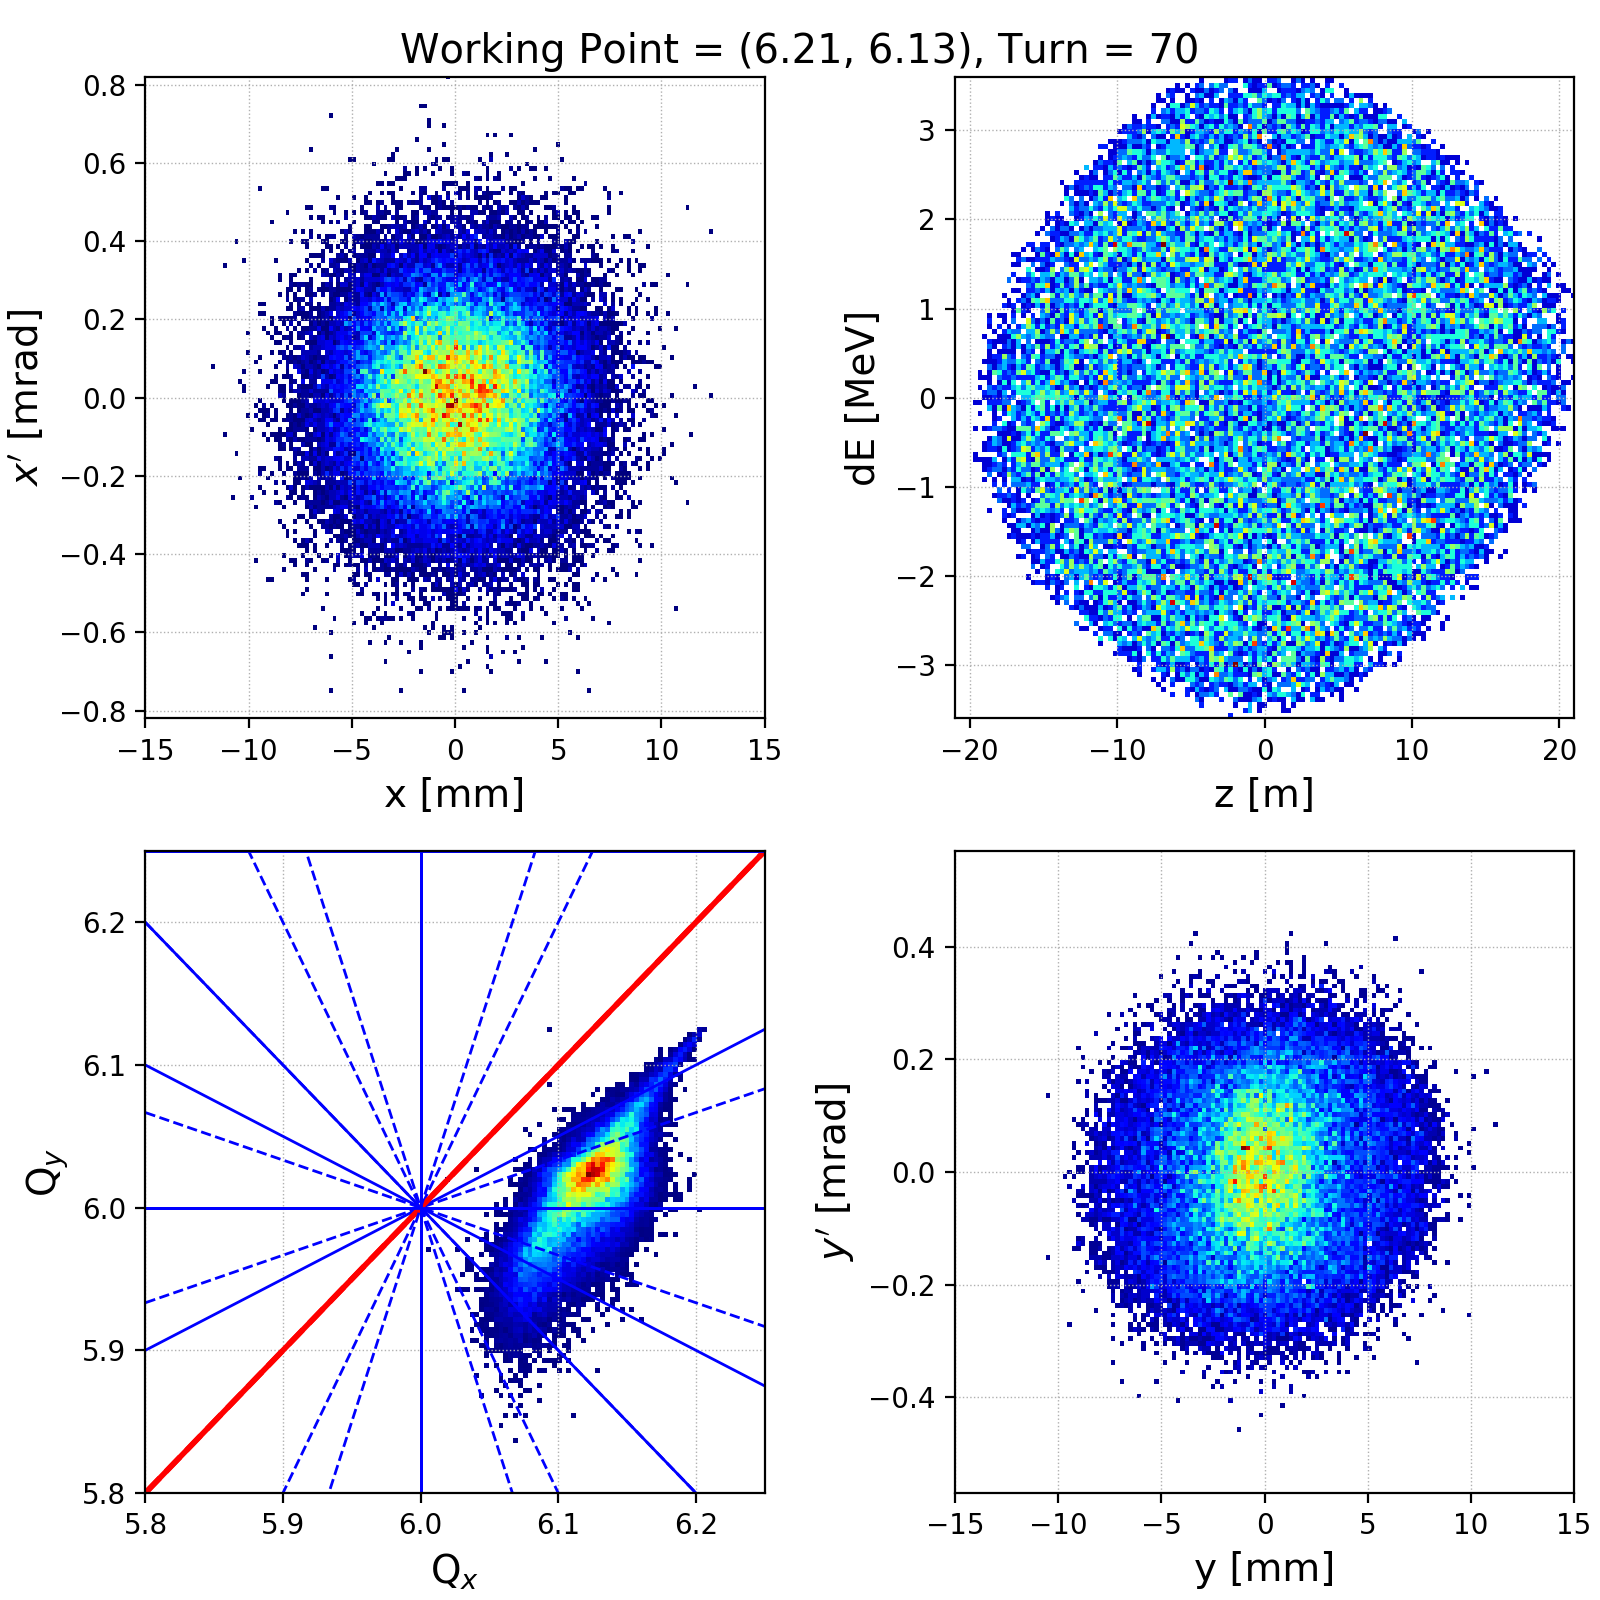 Working Point = (6.21, 6.13), Turn = 70
0.8
0.6
0.4
0.2
0.0
−0.2
−0.4
−0.6
−0.8
x′ [mrad]
−15 −10 −5 0 5 10 15
x [mm]
3
2
1
0
−1
−2
−3
dE [MeV]
−20 −10 0 10 20
z [m]
6.2
6.1
6.0
5.9
5.8
Qy
5.8 5.9 6.0 6.1 6.2
Qx
0.4
0.2
0.0
−0.2
−0.4
y′ [mrad]
−15 −10 −5 0 5 10 15
y [mm]